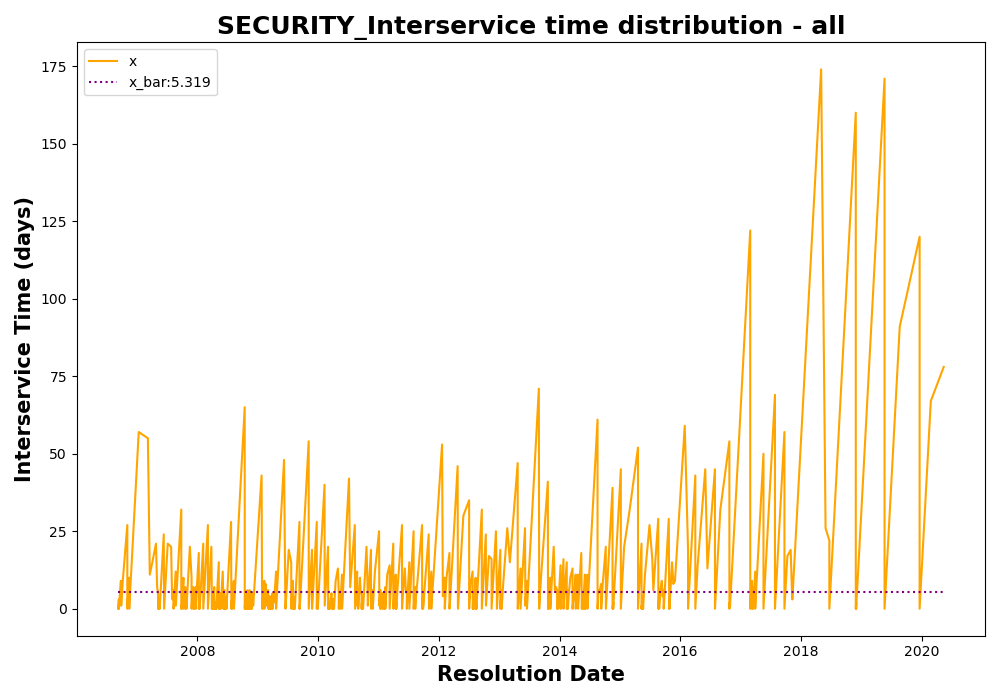 SECURITY_Interservice time distribution - all
x
x_bar:5.319
Interservice Time (days)
175
150
125
100
75
50
25
0
2008 2010 2012 2014 2016 2018 2020
Resolution Date